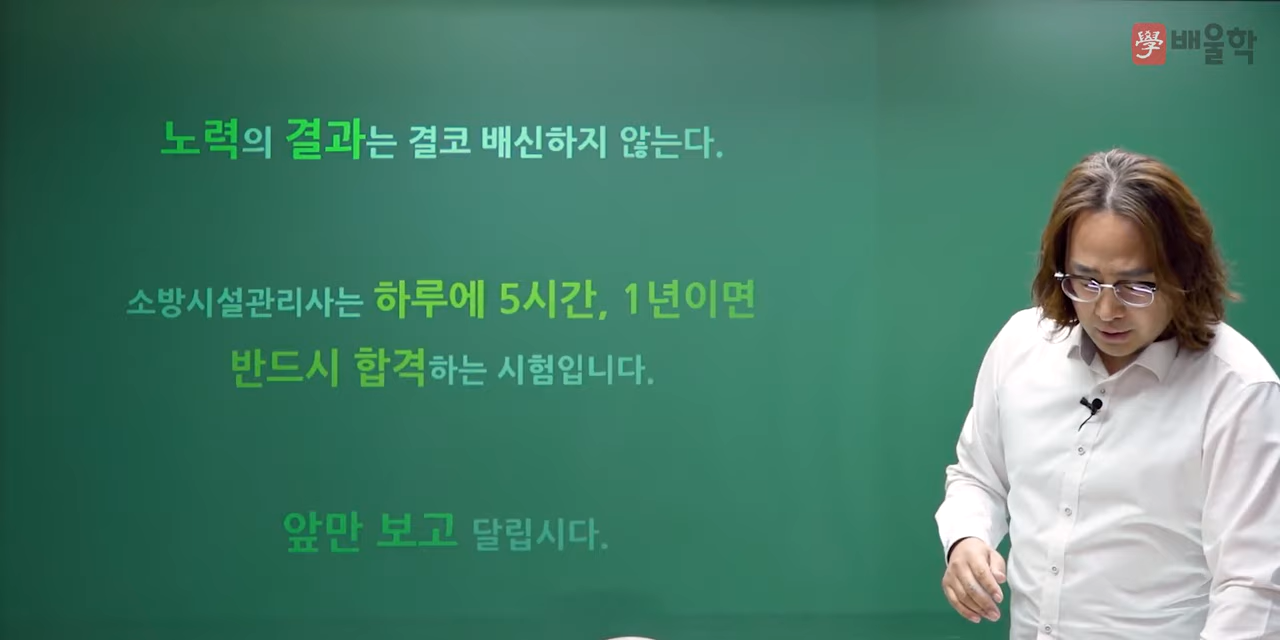 學배울학
노력의 결과는 결코 배신하지 않는다.
소방시설관리사는 하루에 5시간, 1년이면
반드시 합격하는 시험입니다.
앞만 보고 달립시다.